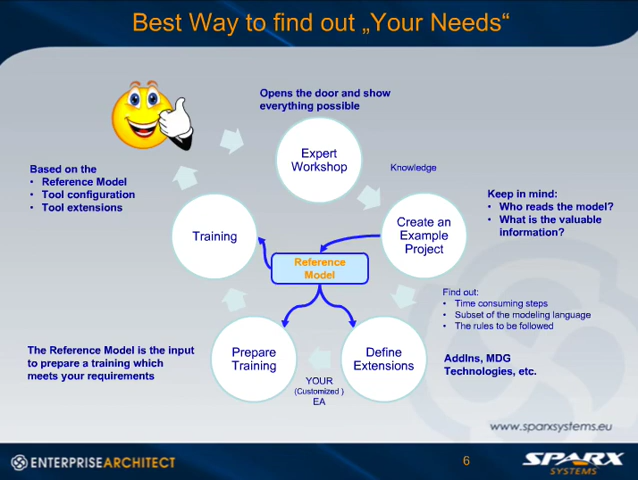 Best Way to find out „Your Needs“
Opens the door and show
everything possible
Expert
Workshop
Knowledge
Based on the
• Reference Model
• Tool configuration
• Tool extensions
Keep in mind:
• Who reads the model?
• What is the valuable
information?
Training
Create an
Example
Project
Reference
Model
Find out:
• Time consuming steps
• Subset of the modeling language
• The rules to be followed
The Reference Model is the input
to prepare a training which
meets your requirements
Prepare
Training
Define
Extensions
AddIns, MDG
Technologies, etc.
YOUR
(Customized )
EA
www.sparxsystems.eu
ENTERPRISE ARCHITECT
6
SPARX
SYSTEMS